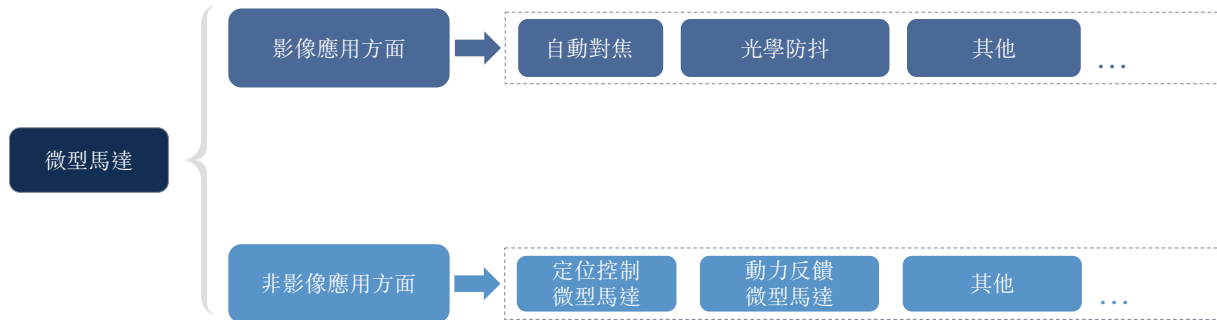 影像應用方面
自動對焦
光學防抖
其他
...
微型馬達
非影像應用方面
定位控制
微型馬達
動力反饋
微型馬達
其他
...